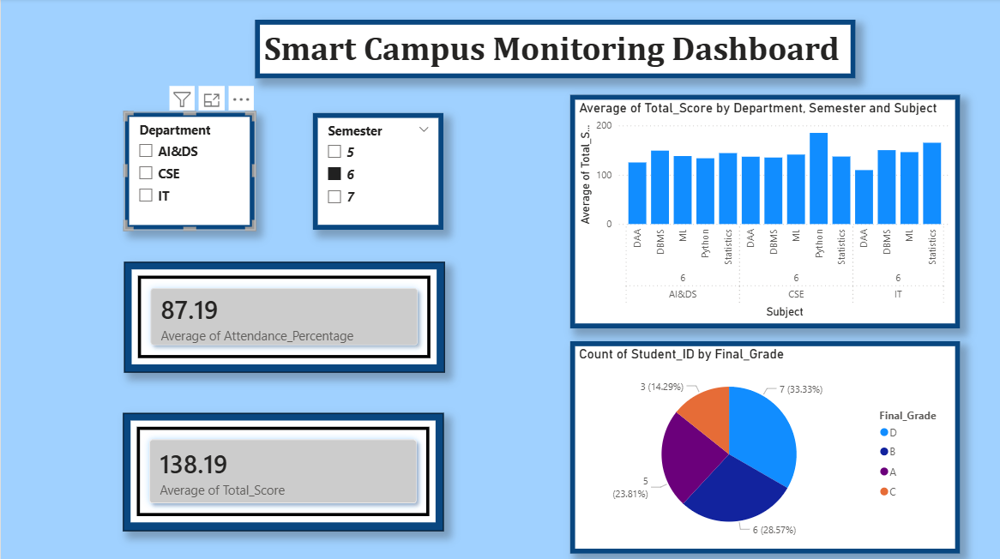 Smart Campus Monitoring Dashboard
Department
AI&DS
CSE
IT
Semester
5
6
7
87.19
Average of Attendance_Percentage
138.19
Average of Total_Score
Average of Total_Score by Department, Semester and Subject
Average of Total_S...
200
100
0
DAA
DBMS
ML
Python
Statistics
DAA
DBMS
ML
Python
Statistics
DAA
DBMS
ML
Statistics
6
6
6
AI&DS
CSE
IT
Subject
Count of Student_ID by Final_Grade
3 (14.29%)
7 (33.33%)
5
(23.81%)
6 (28.57%)
Final_Grade
D
B
A
C